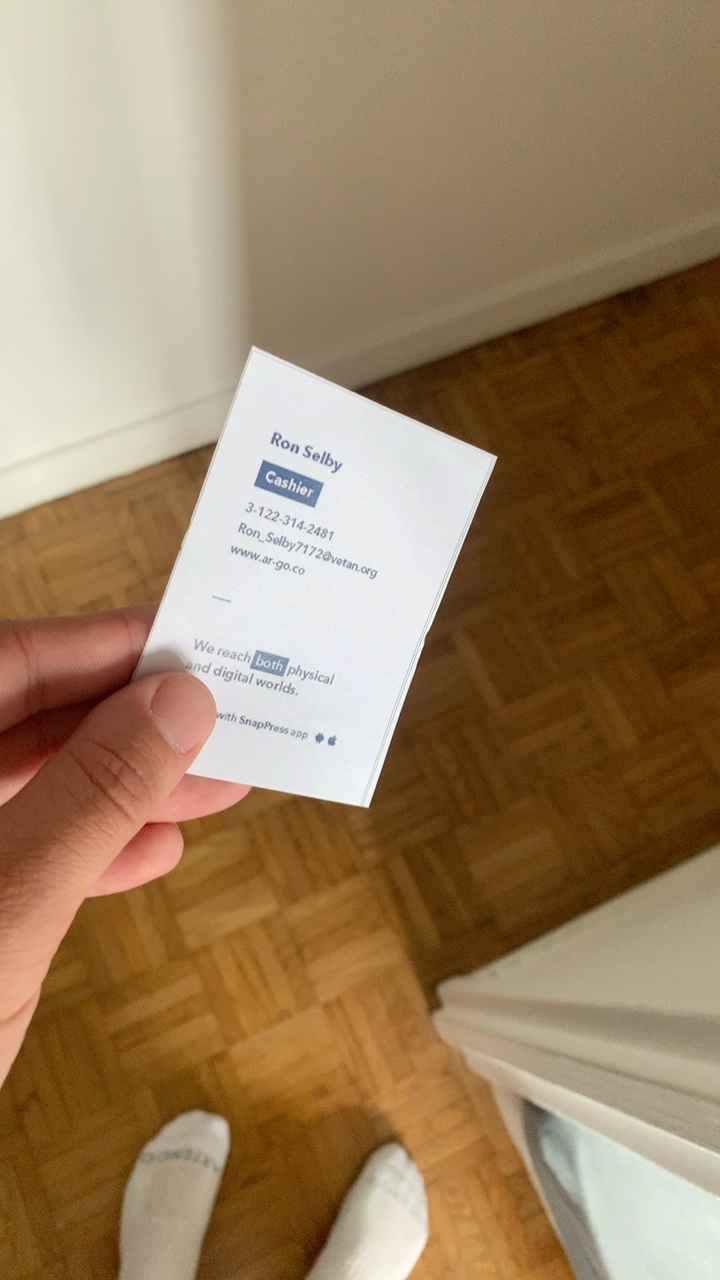 Ron Selby
Cashier
3-122-314-2481
Ron_Selby7172@vetan.org
www.ar-go.co
We reach both physical
and digital worlds.
with SnapPress app